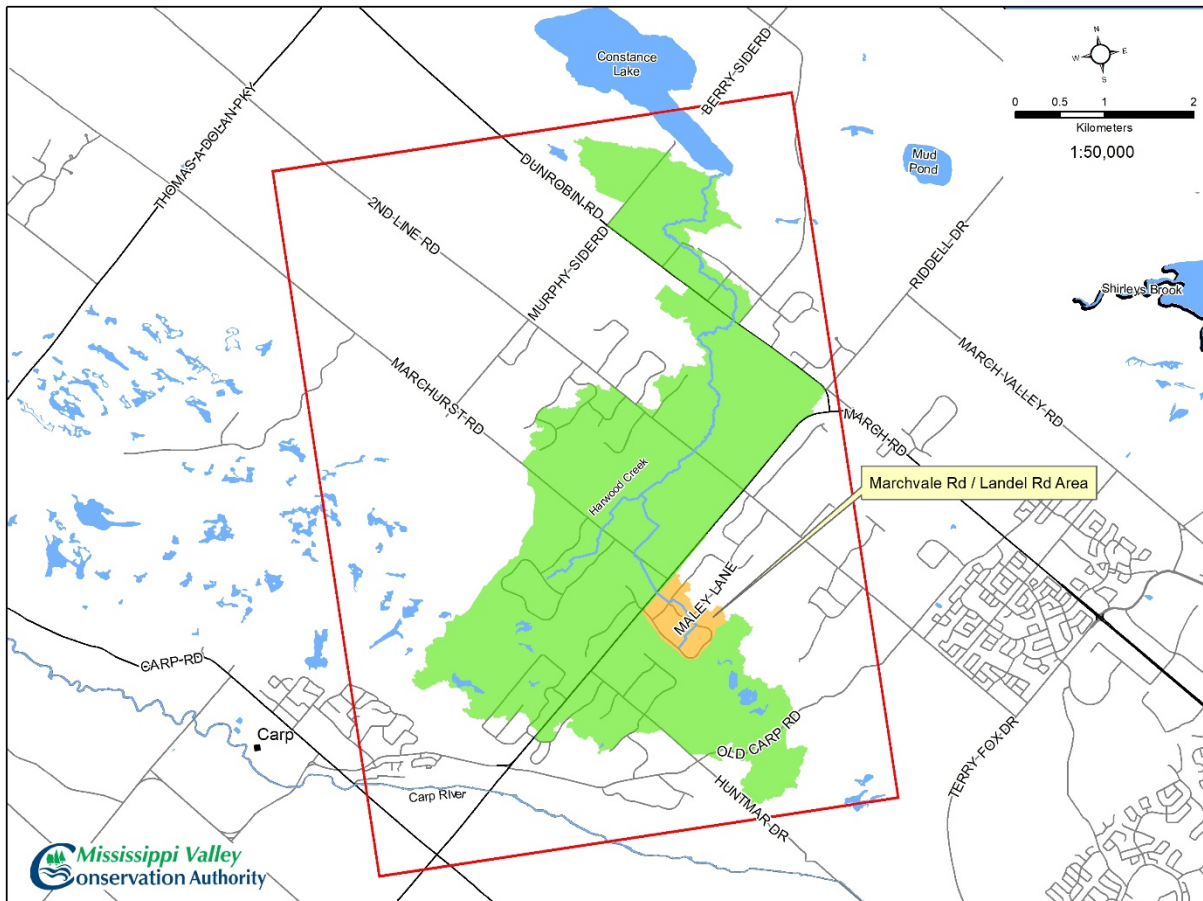 Constance
Lake
BERRY-SIDERD
N
W
E
S
0
0.5
1
2
Kilometers
1:50,000
THOMAS-A-DOLAN-PKY
DUNROBIN-RD
Mud
Pond
2ND-LINE-RD
MURPHY-SIDERD
RIDDELL-DR
Shirleys Brook
MARCHURST-RD
MARCH-VALLEY-RD
MARCH-RD
Marchvale Rd / Landel Rd Area
Harwood Creek
MALEY-LANE
CARP-RD
Carp
OLD CARP RD
TERRY-FOX-DR
HUNTMAR-DR
Carp River
Mississippi Valley
Conservation Authority